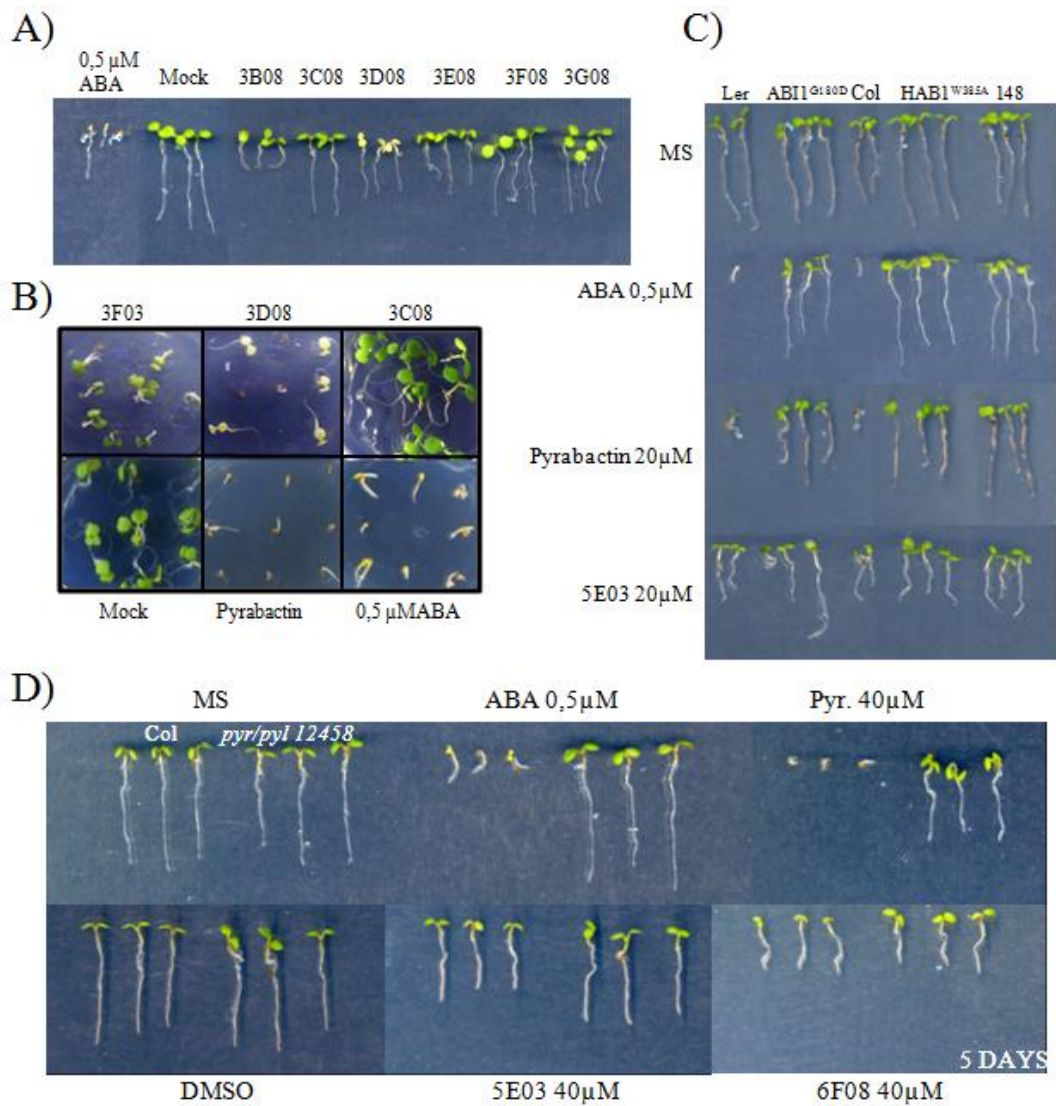 A)
0,5 µM
ABA Mock 3B08 3C08 3D08 3E08 3F08 3G08
B)
3F03 3D08 3C08
Mock Pyrabactin 0,5 µMABA
C)
Ler ABI1G180D Col HAB1W385A 148
MS
ABA 0,5µM
Pyrabactin 20µM
5E03 20µM
D)
MS ABA 0,5µM Pyr. 40µM
Col pyr/pyl 12458
5 DAYS
DMSO 5E03 40µM 6F08 40µM